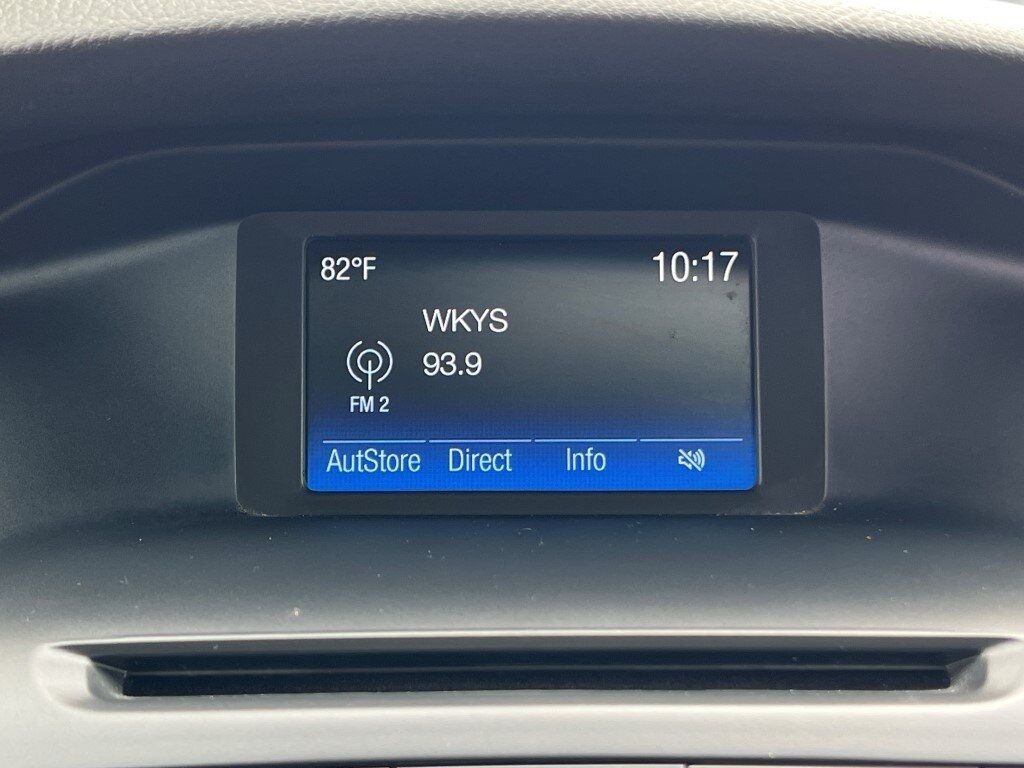 82°F 10:17
WKYS
93.9
FM 2
AutStore Direct Info